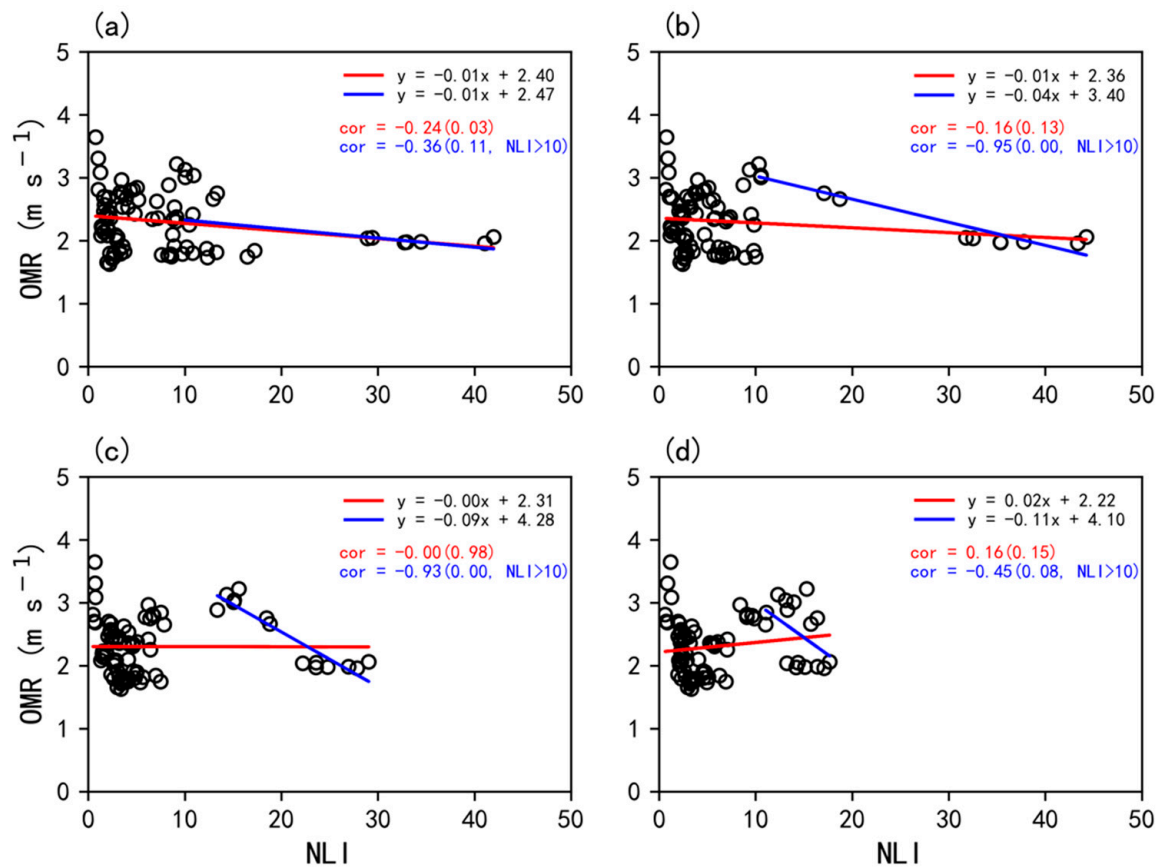 (a)
y = −0.01x + 2.40
y = −0.01x + 2.47
cor = −0.24(0.03)
cor = −0.36(0.11, NLI>10)
OMR (m s⁻¹)
5
4
3
2
1
0
0 10 20 30 40 50
(b)
y = −0.01x + 2.36
y = −0.04x + 3.40
cor = −0.16(0.13)
cor = −0.95(0.00, NLI>10)
5
4
3
2
1
0
0 10 20 30 40 50
(c)
y = −0.00x + 2.31
y = −0.09x + 4.28
cor = −0.00(0.98)
cor = −0.93(0.00, NLI>10)
OMR (m s⁻¹)
5
4
3
2
1
0
0 10 20 30 40 50
NLI
(d)
y = 0.02x + 2.22
y = −0.11x + 4.10
cor = 0.16(0.15)
cor = −0.45(0.08, NLI>10)
5
4
3
2
1
0
0 10 20 30 40 50
NLI